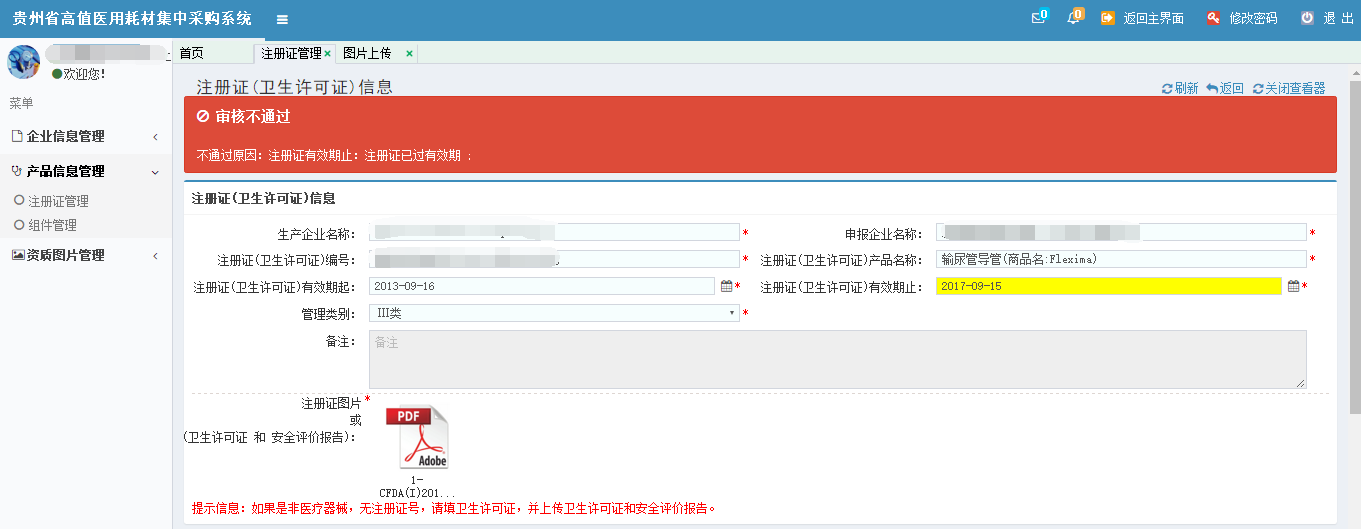 贵州省高值医用耗材集中采购系统
0
0
返回主界面
修改密码
退 出
欢迎您!
菜单
企业信息管理
产品信息管理
注册证管理
组件管理
资质图片管理
首页
注册证管理×
图片上传 ×
注册证(卫生许可证)信息
刷新
返回
关闭查看器
审核不通过
不通过原因: 注册证有效期止: 注册证已过有效期 ;
注册证(卫生许可证)信息
生产企业名称:
*
申报企业名称:
*
注册证(卫生许可证)编号:
*
注册证(卫生许可证)产品名称:
输尿管导管(商品名:Flexima)
*
注册证(卫生许可证)有效期起:
2013-09-16
*
注册证(卫生许可证)有效期止:
2017-09-15
*
管理类别:
III类
*
备注:
备注
注册证图片*
或
(卫生许可证 和 安全评价报告):
PDF
Adobe
1-
CFDA(I)201...
提示信息: 如果是非医疗器械, 无注册证号, 请填卫生许可证, 并上传卫生许可证和安全评价报告。